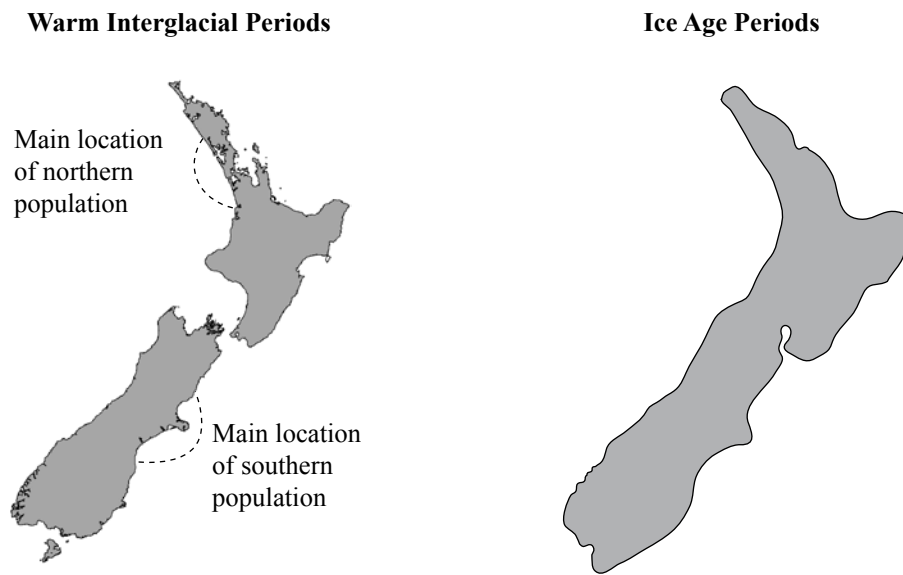 Warm Interglacial Periods
Ice Age Periods
Main location
of northern
population
Main location
of southern
population